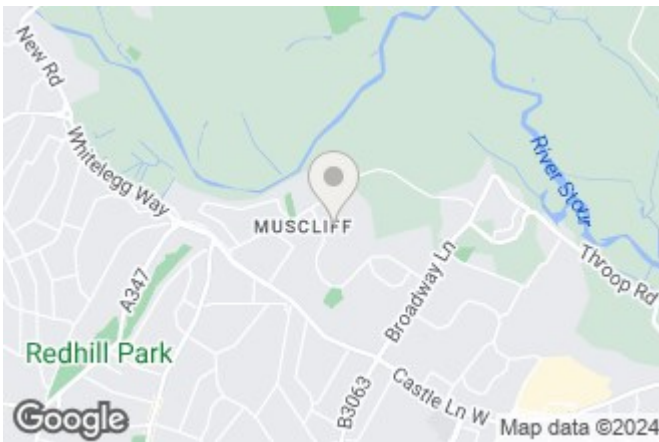 New Rd
Whitelegg Way
MUSCLIFF
River Stour
Throop Rd
A347
Broadway Ln
Redhill Park
B3063
Castle Ln W
Google
Map data ©2024